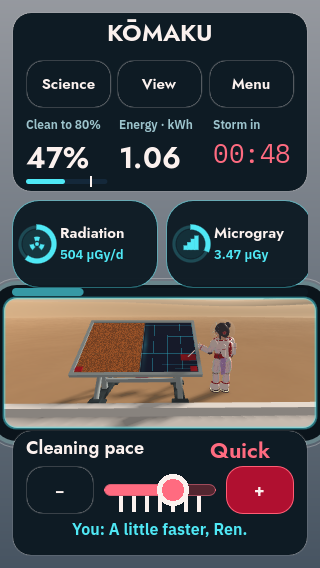 KŌMAKU
Science View Menu
Clean to 80% Energy · kWh Storm in
47% 1.06 00:48
Radiation
504 µGy/d
Microgray
3.47 µGy
Cleaning pace Quick
– +
You: A little faster, Ren.